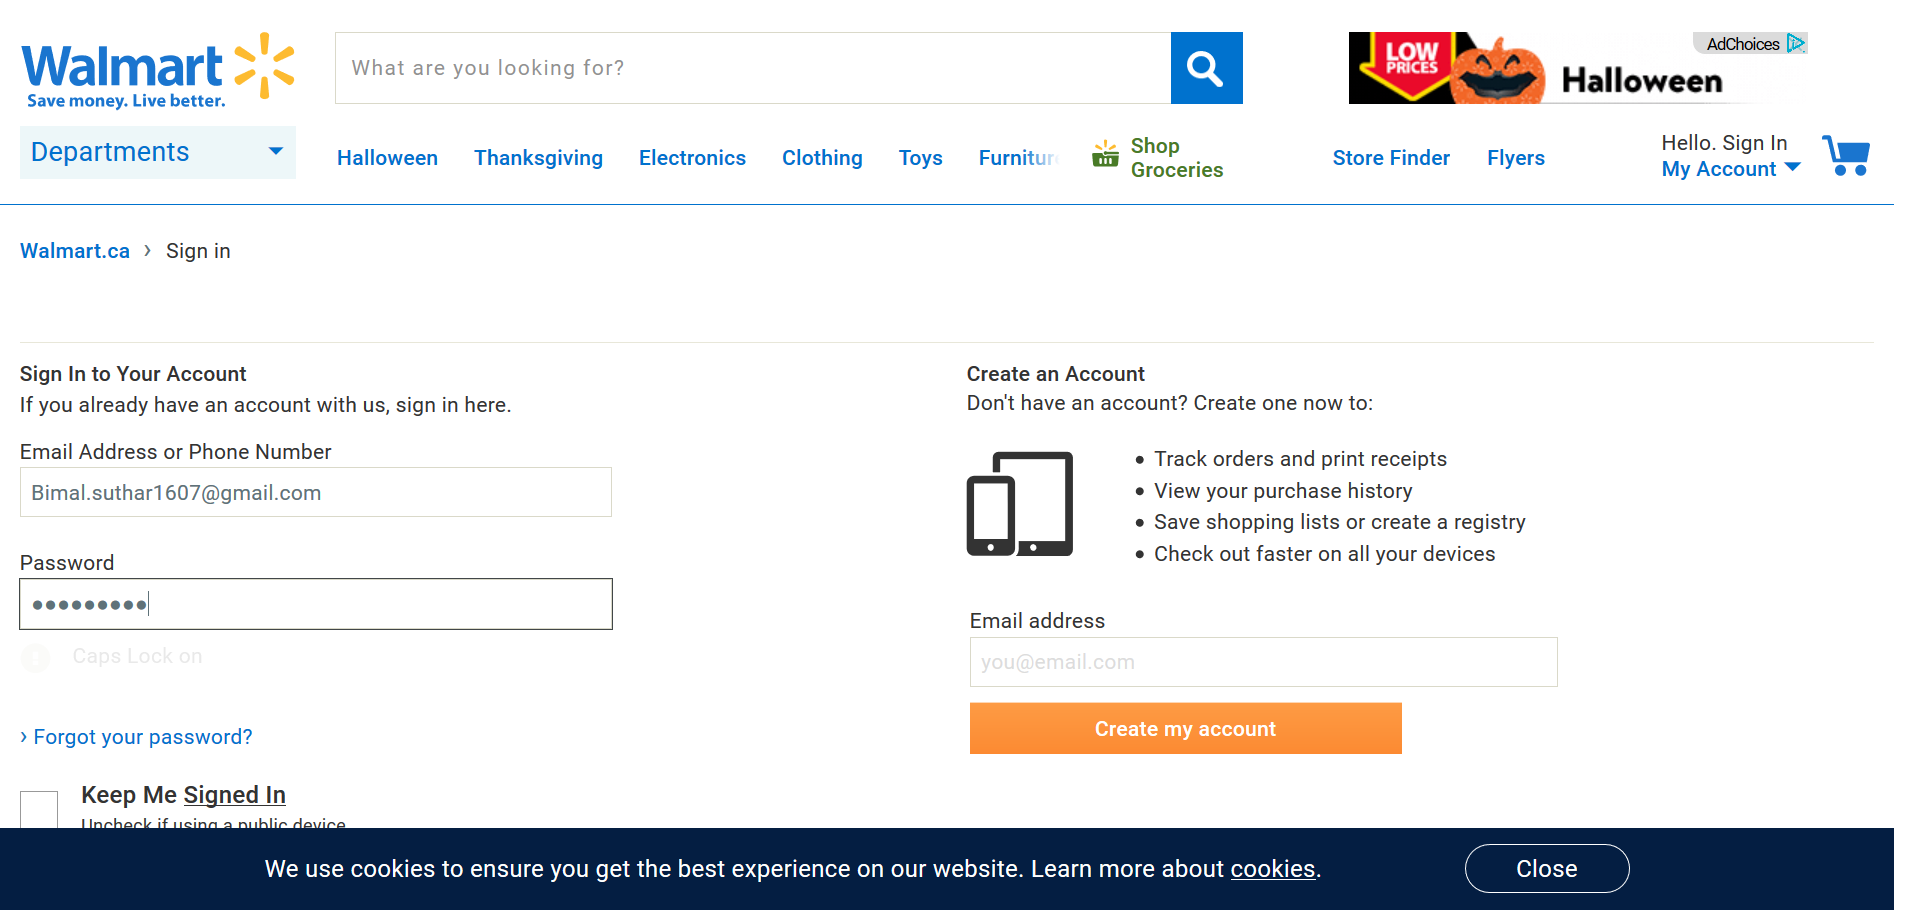 Walmart
Save money. Live better.
What are you looking for?
LOW
PRICES
Halloween
AdChoices
Departments
Halloween
Thanksgiving
Electronics
Clothing
Toys
Furniture
Shop
Groceries
Store Finder
Flyers
Hello. Sign In
My Account
Walmart.ca › Sign in
Sign In to Your Account
If you already have an account with us, sign in here.
Email Address or Phone Number
Bimal.suthar1607@gmail.com
Password
•••••••••
Caps Lock on
› Forgot your password?
Keep Me Signed In
Uncheck if using a public device
Create an Account
Don't have an account? Create one now to:
• Track orders and print receipts
• View your purchase history
• Save shopping lists or create a registry
• Check out faster on all your devices
Email address
you@email.com
Create my account
We use cookies to ensure you get the best experience on our website. Learn more about cookies.
Close